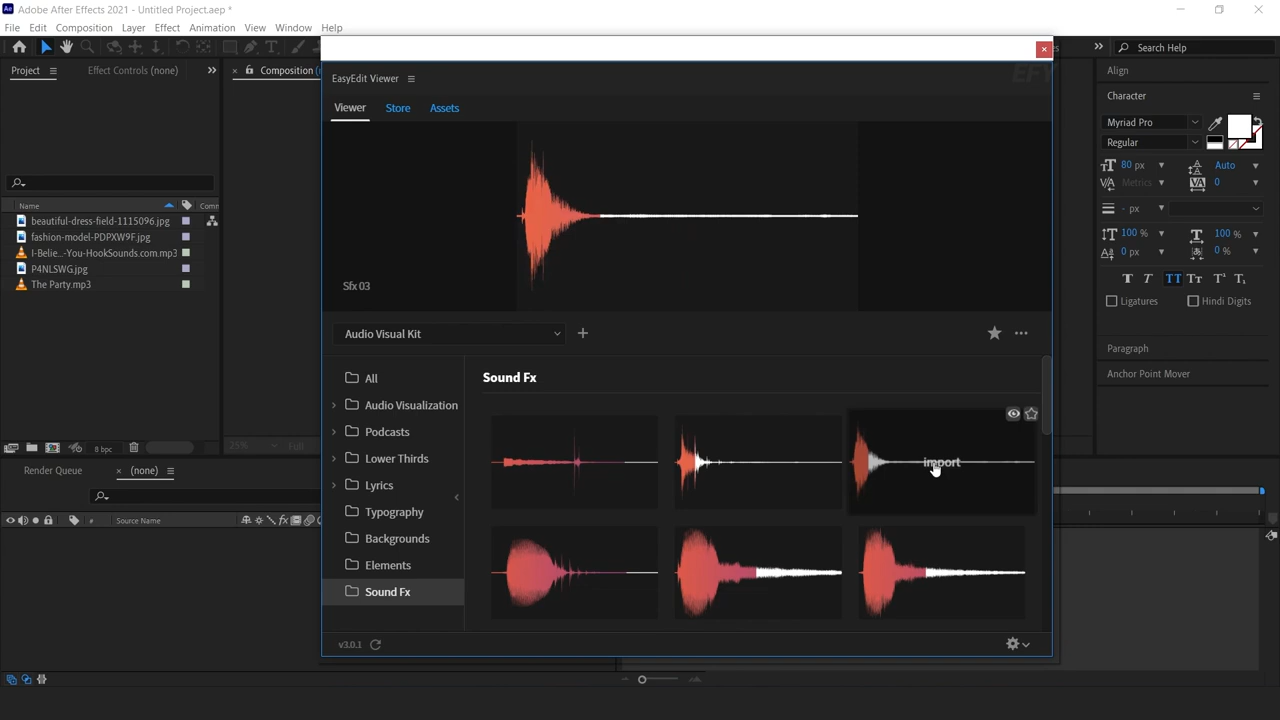 Adobe After Effects 2021 - Untitled Project.aep *
File Edit Composition Layer Effect Animation View Window Help
Search Help
Project Effect Controls (none) Composition
EasyEdit Viewer
Align
Character
Viewer Store Assets
Myriad Pro
Regular
80 px Auto
Metrics 0
- px
100 % 100 %
0 px 0 %
Ligatures Hindi Digits
Paragraph
Anchor Point Mover
Name Comm
beautiful-dress-field-1115096.jpg
fashion-model-PDPXW9F.jpg
I-Belie...-You-HookSounds.com.mp3
P4NLSWG.jpg
The Party.mp3
Sfx 03
Audio Visual Kit
All
Audio Visualization
Podcasts
Lower Thirds
Lyrics
Typography
Backgrounds
Elements
Sound Fx
Sound Fx
import
8 bpc
25% Full
Render Queue (none)
# Source Name
v3.0.1